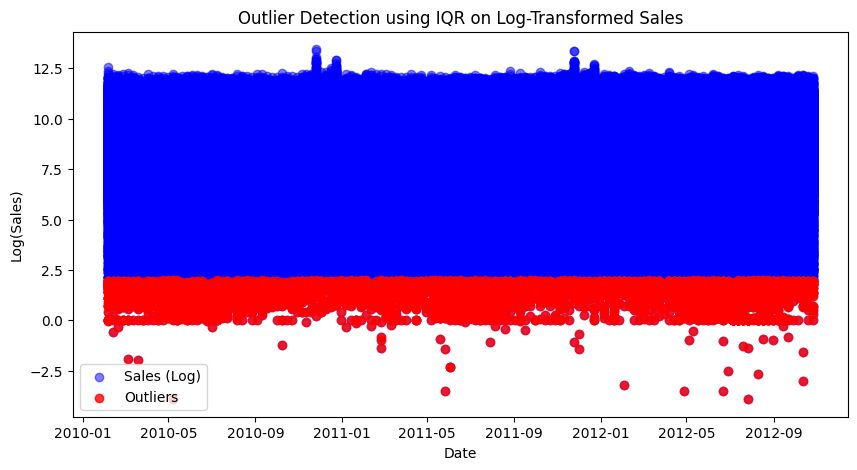 Outlier Detection using IQR on Log-Transformed Sales
Log(Sales)
12.5
10.0
7.5
5.0
2.5
0.0
−2.5
Sales (Log)
Outliers
2010-01 2010-05 2010-09 2011-01 2011-05 2011-09 2012-01 2012-05 2012-09
Date